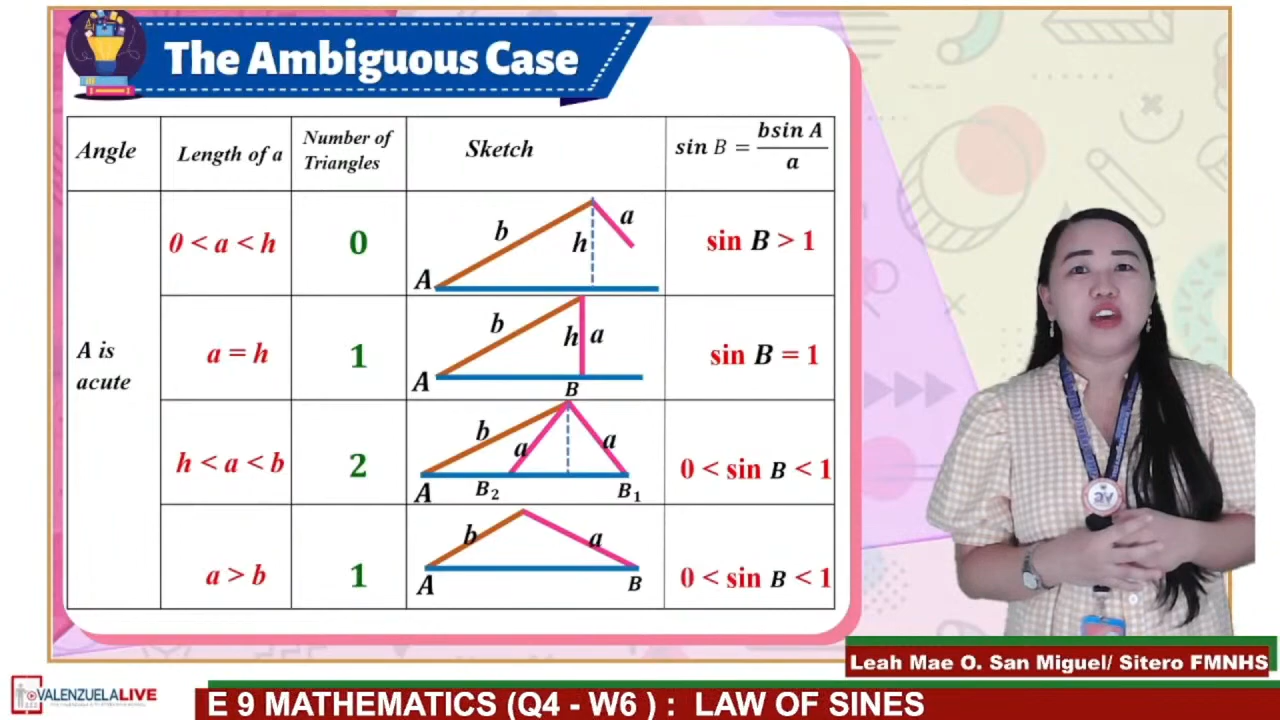 The Ambiguous Case
Angle
Length of a
Number of
Triangles
Sketch
sin B = bsin A
a
A is
acute
0 < a < h
0
b
h
a
A
sin B > 1
a = h
1
b
h
a
A
B
sin B = 1
h < a < b
2
b
a
a
A
B₂
B₁
0 < sin B < 1
a > b
1
b
a
A
B
0 < sin B < 1
av
Leah Mae O. San Miguel/ Sitero FMNHS
VALENZUELALIVE
E 9 MATHEMATICS (Q4 - W6 ) : LAW OF SINES